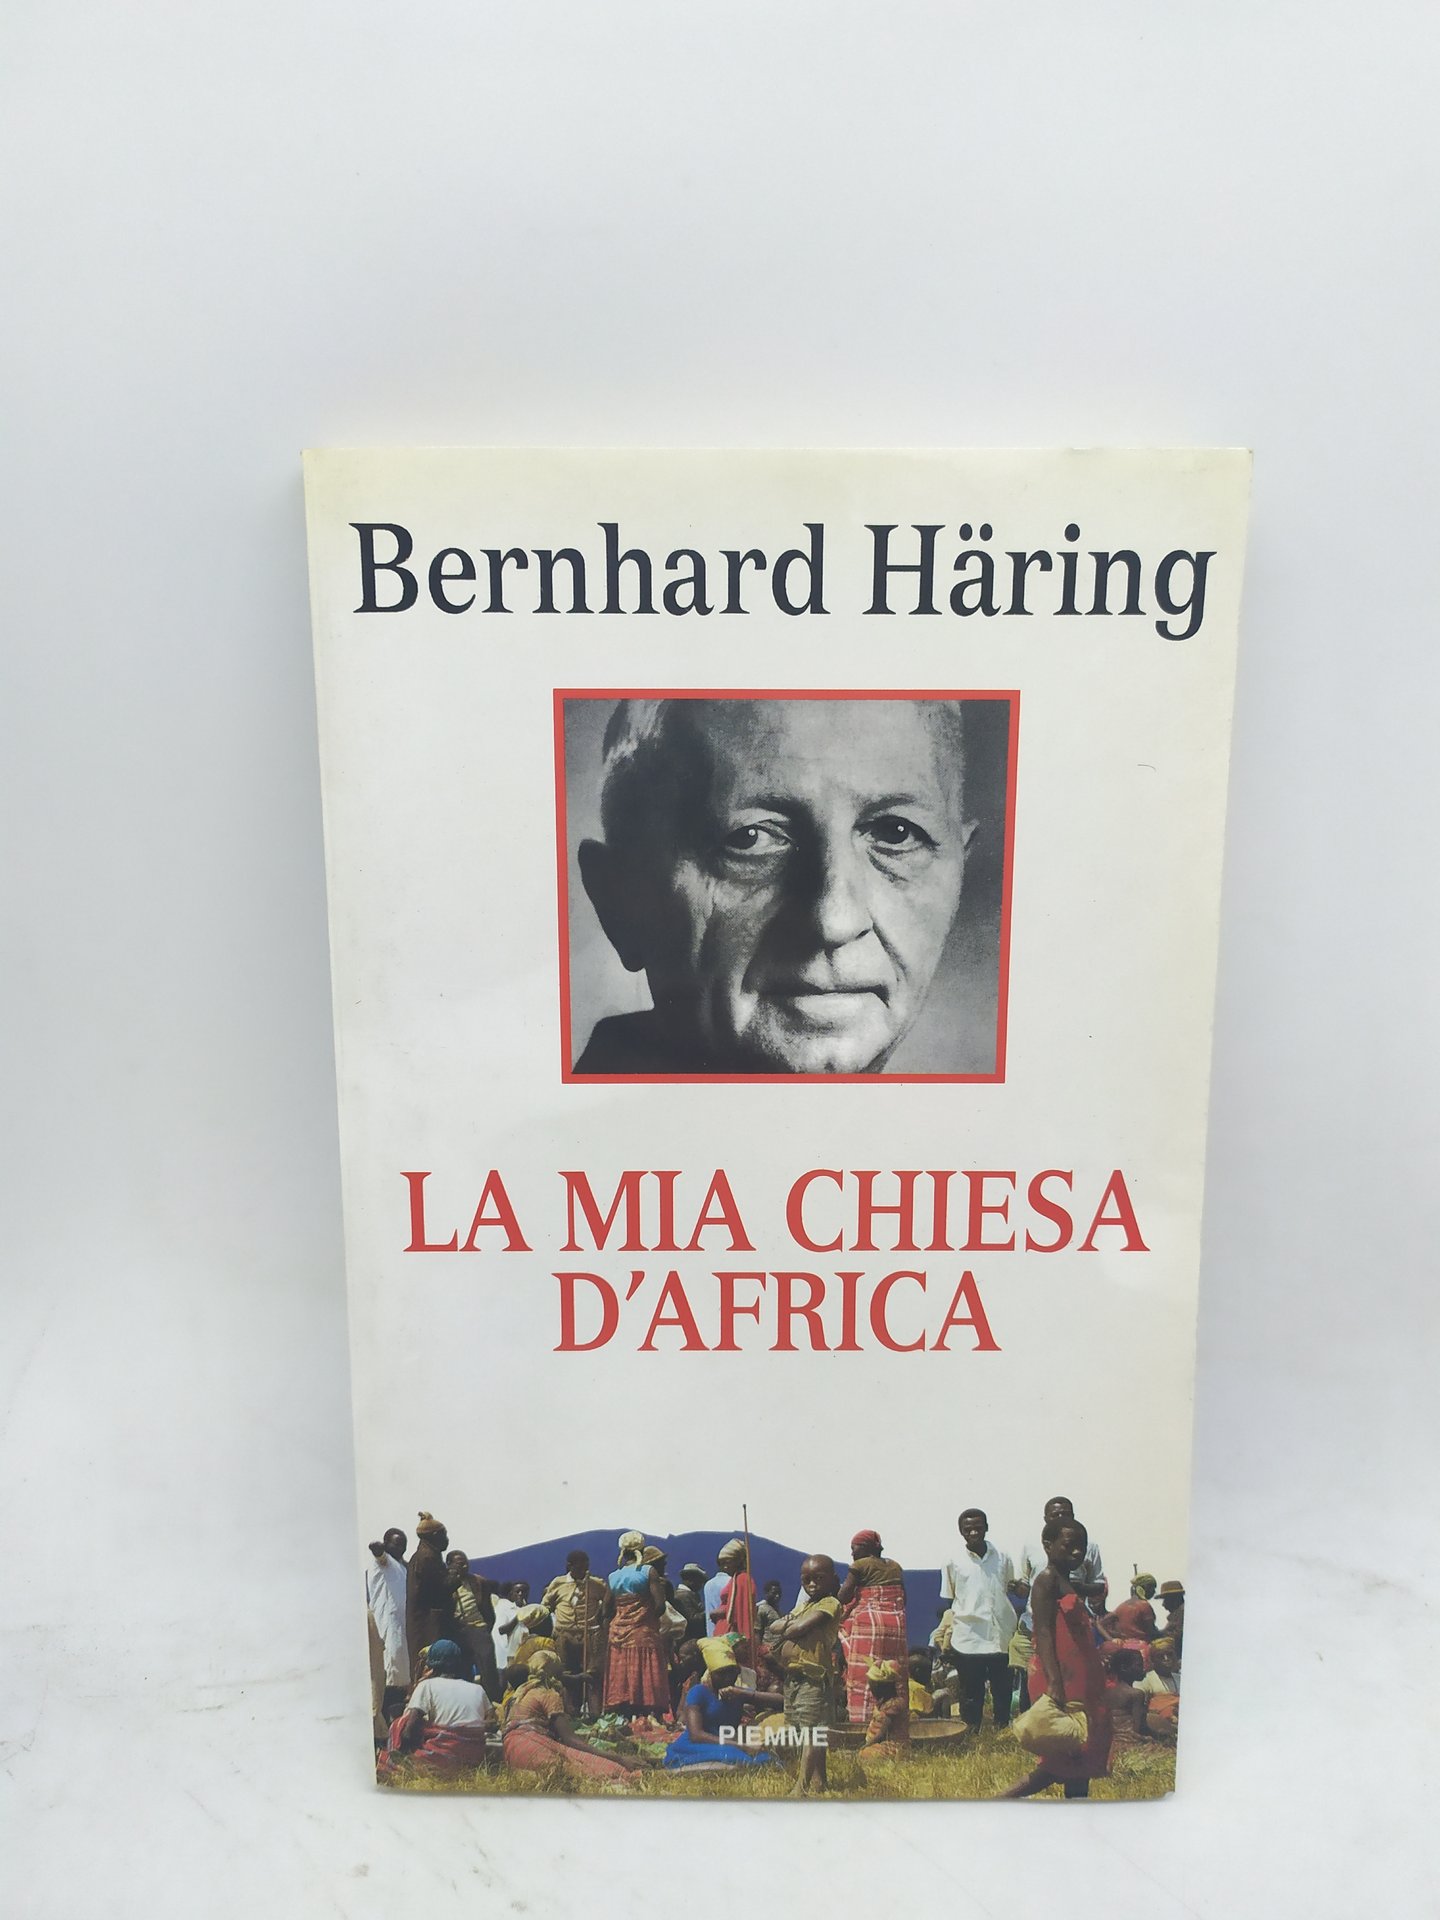 Bernhard Häring
LA MIA CHIESA
D'AFRICA
PIEMME